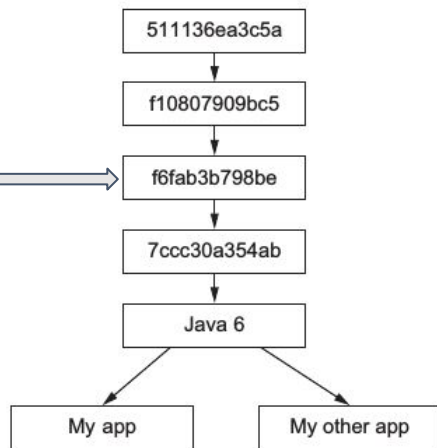 511136ea3c5a
f10807909bc5
f6fab3b798be
7ccc30a354ab
Java 6
My app
My other app